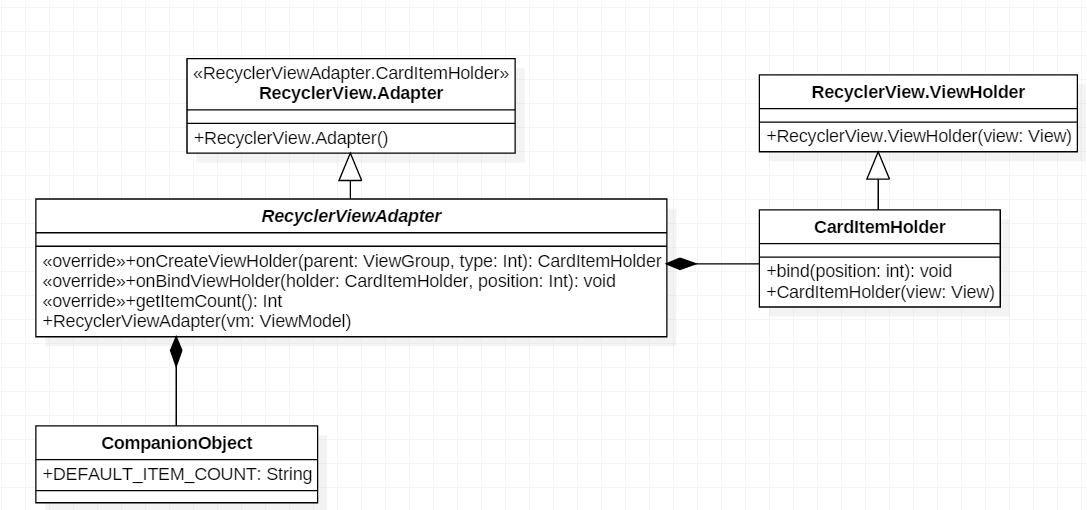 «RecyclerViewAdapter.CardItemHolder»
RecyclerView.Adapter
+RecyclerView.Adapter()
RecyclerView.ViewHolder
+RecyclerView.ViewHolder(view: View)
RecyclerViewAdapter
«override»+onCreateViewHolder(parent: ViewGroup, type: Int): CardItemHolder
«override»+onBindViewHolder(holder: CardItemHolder, position: Int): void
«override»+getItemCount(): Int
+RecyclerViewAdapter(vm: ViewModel)
CardItemHolder
+bind(position: int): void
+CardItemHolder(view: View)
CompanionObject
+DEFAULT_ITEM_COUNT: String